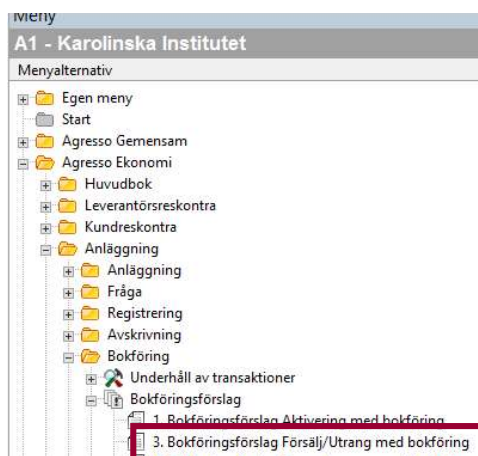 Meny
A1 - Karolinska Institutet
Menyalternativ
Egen meny
Start
Agresso Gemensam
Agresso Ekonomi
Huvudbok
Leverantörsreskontra
Kundreskontra
Anläggning
Anläggning
Fråga
Registrering
Avskrivning
Bokföring
Underhåll av transaktioner
Bokföringsförslag
1. Bokföringsförslag Aktivering med bokföring
3. Bokföringsförslag Försälj/Utrang med bokföring